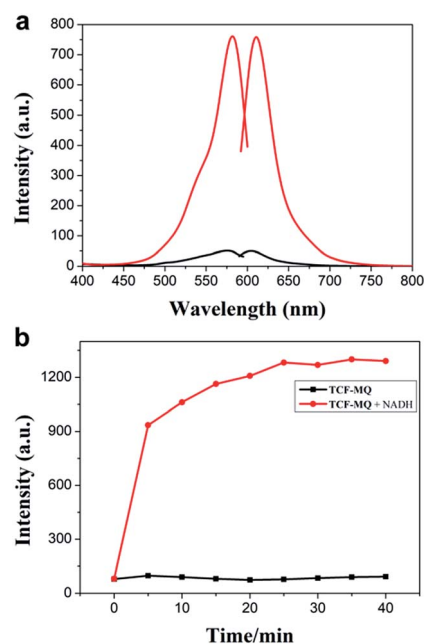 a
800
700
600
500
400
300
200
100
0
Intensity (a.u.)
400 450 500 550 600 650 700 750 800
Wavelength (nm)
b
1200
900
600
300
0
Intensity (a.u.)
TCF-MQ
TCF-MQ + NADH
0 10 20 30 40
Time/min